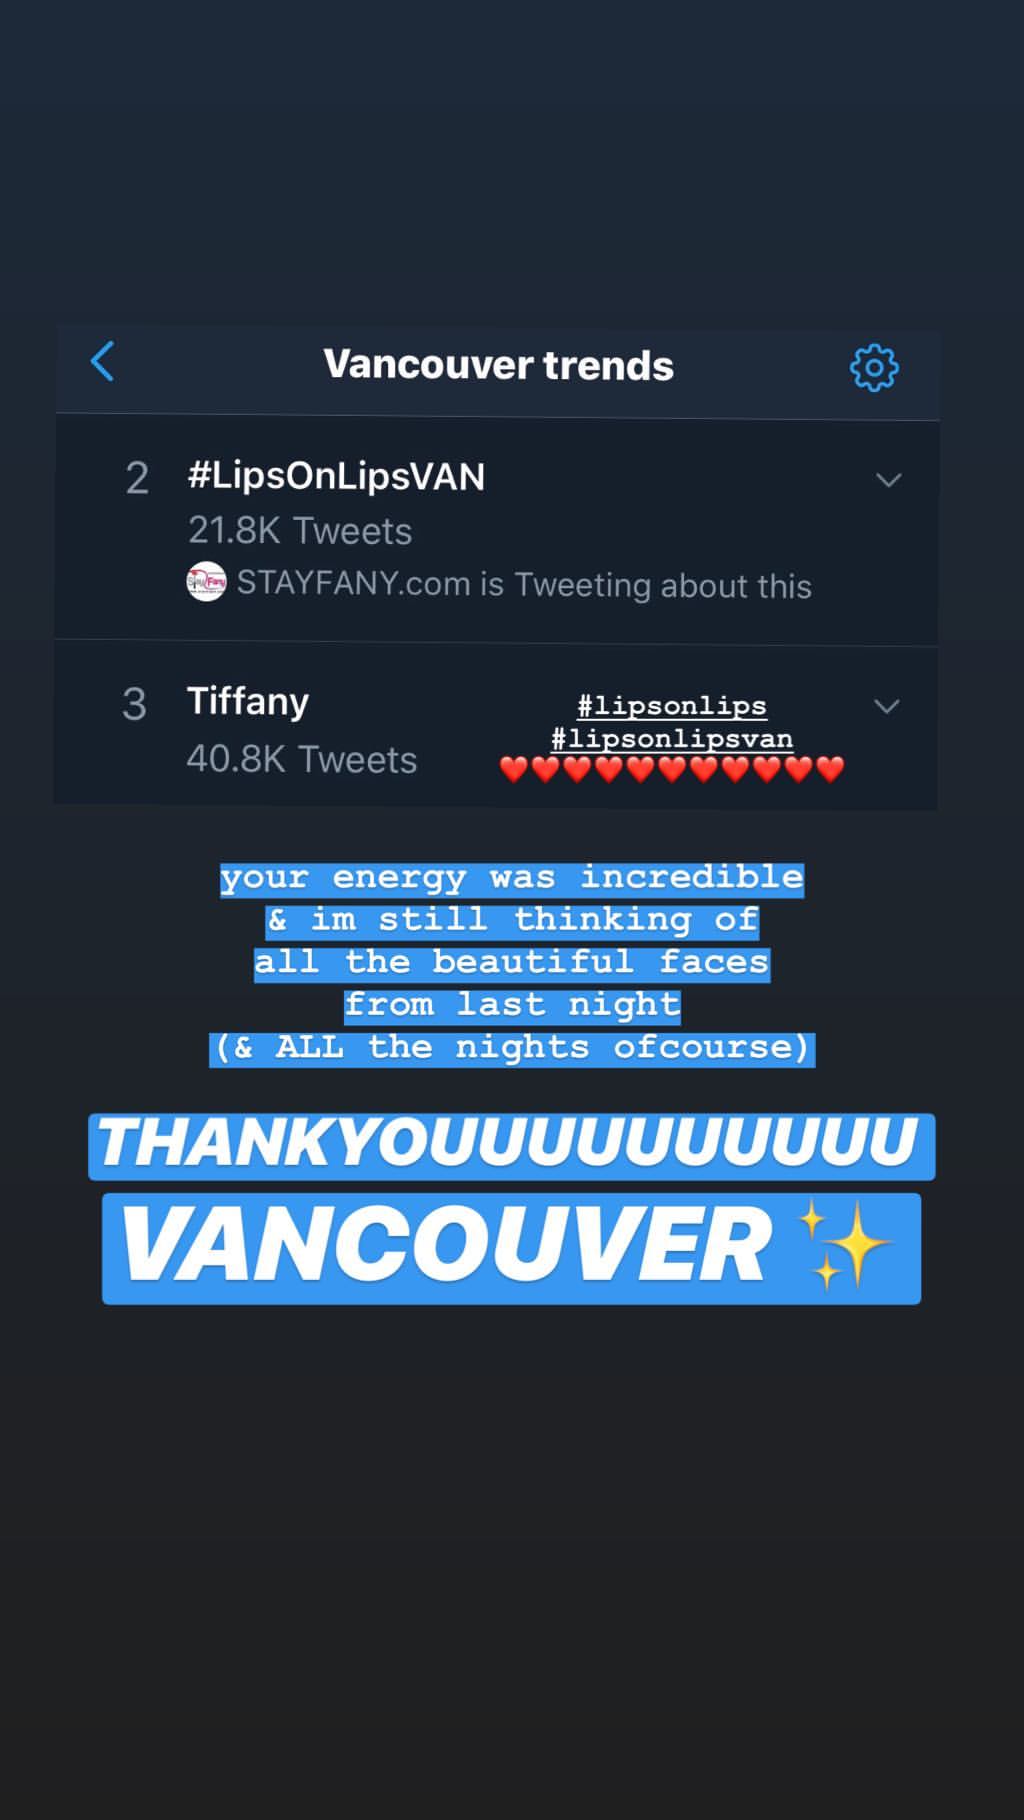 Vancouver trends
2 #LipsOnLipsVAN
21.8K Tweets
STAYFANY.com is Tweeting about this
3 Tiffany
40.8K Tweets
#lipsonlips
#lipsonlipsvan
❤️❤️❤️❤️❤️❤️❤️❤️❤️❤️❤️
your energy was incredible
& im still thinking of
all the beautiful faces
from last night
(& ALL the nights ofcourse)
THANKYOUUUUUUUUUU
VANCOUVER ✨